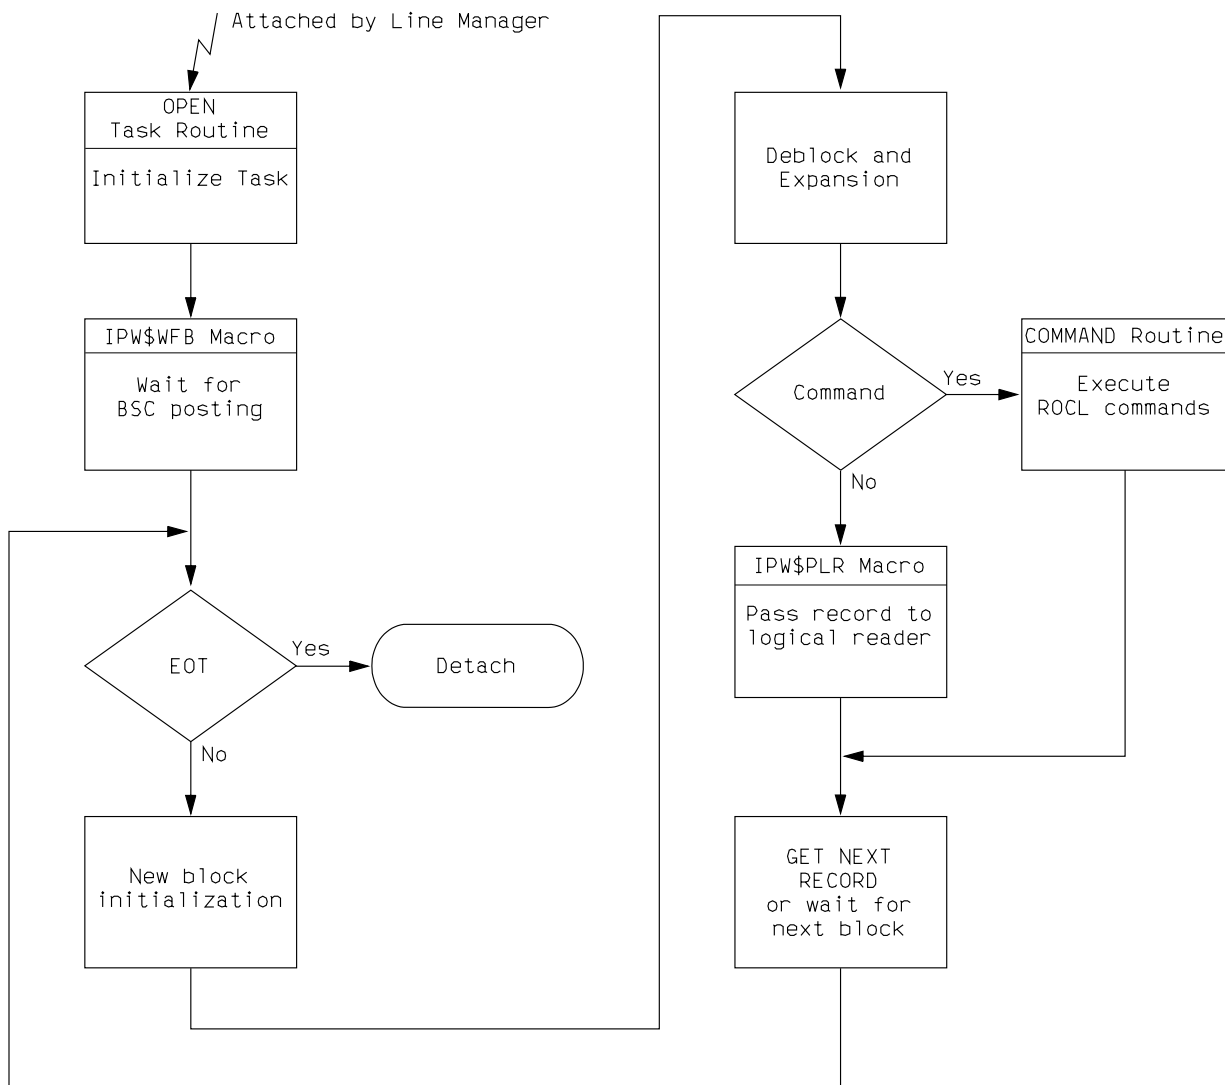 Attached by Line Manager
OPEN
Task Routine
Initialize Task
IPW$WFB Macro
Wait for
BSC posting
EOT
Yes
Detach
No
New block
initialization
Deblock and
Expansion
Command
Yes
COMMAND Routine
Execute
ROCL commands
No
IPW$PLR Macro
Pass record to
logical reader
GET NEXT
RECORD
or wait for
next block